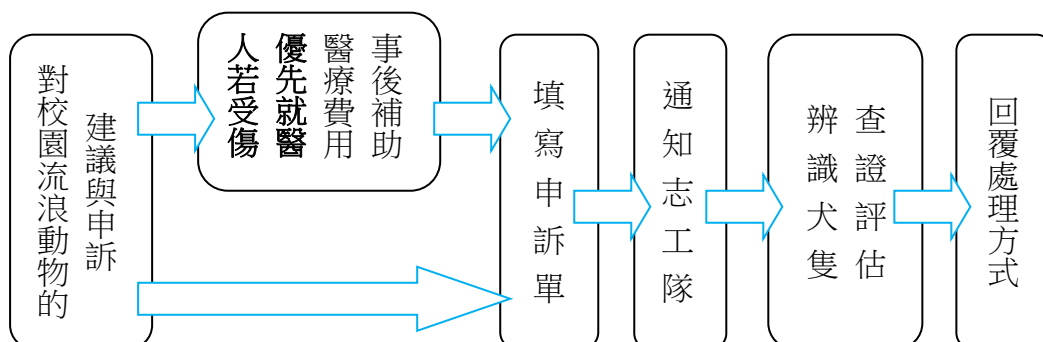 對校園流浪動物的
建議與申訴
人若受傷
優先就醫
醫療費用
事後補助
填寫申訴單
通知志工隊
辨識犬隻
查證評估
回覆處理方式